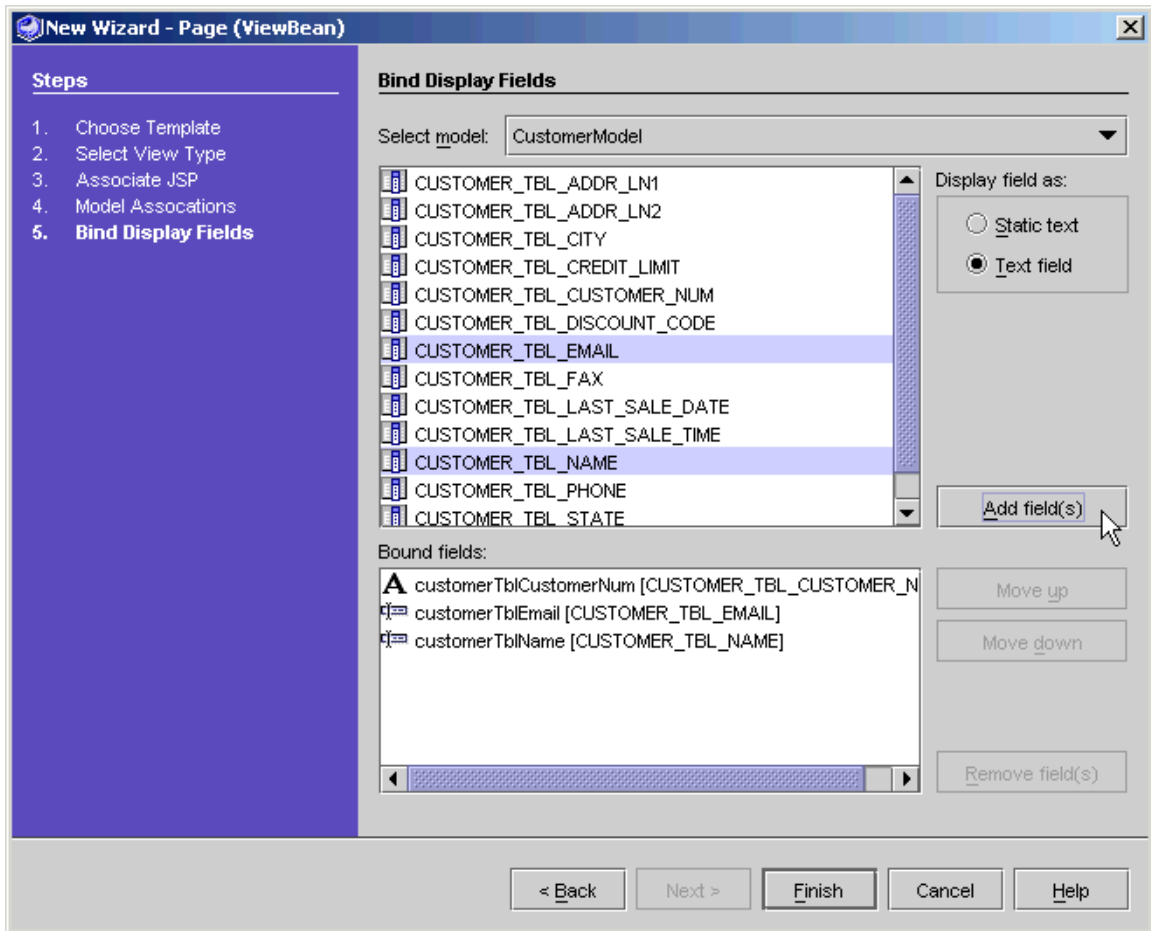 New Wizard - Page (ViewBean)
Steps
1. Choose Template
2. Select View Type
3. Associate JSP
4. Model Assocations
5. Bind Display Fields
Bind Display Fields
Select model: CustomerModel
CUSTOMER_TBL_ADDR_LN1
CUSTOMER_TBL_ADDR_LN2
CUSTOMER_TBL_CITY
CUSTOMER_TBL_CREDIT_LIMIT
CUSTOMER_TBL_CUSTOMER_NUM
CUSTOMER_TBL_DISCOUNT_CODE
CUSTOMER_TBL_EMAIL
CUSTOMER_TBL_FAX
CUSTOMER_TBL_LAST_SALE_DATE
CUSTOMER_TBL_LAST_SALE_TIME
CUSTOMER_TBL_NAME
CUSTOMER_TBL_PHONE
CUSTOMER_TBL_STATE
Display field as:
Static text
Text field
Add field(s)
Bound fields:
A customerTblCustomerNum [CUSTOMER_TBL_CUSTOMER_N
customerTblEmail [CUSTOMER_TBL_EMAIL]
customerTblName [CUSTOMER_TBL_NAME]
Move up
Move down
Remove field(s)
< Back Next > Finish Cancel Help